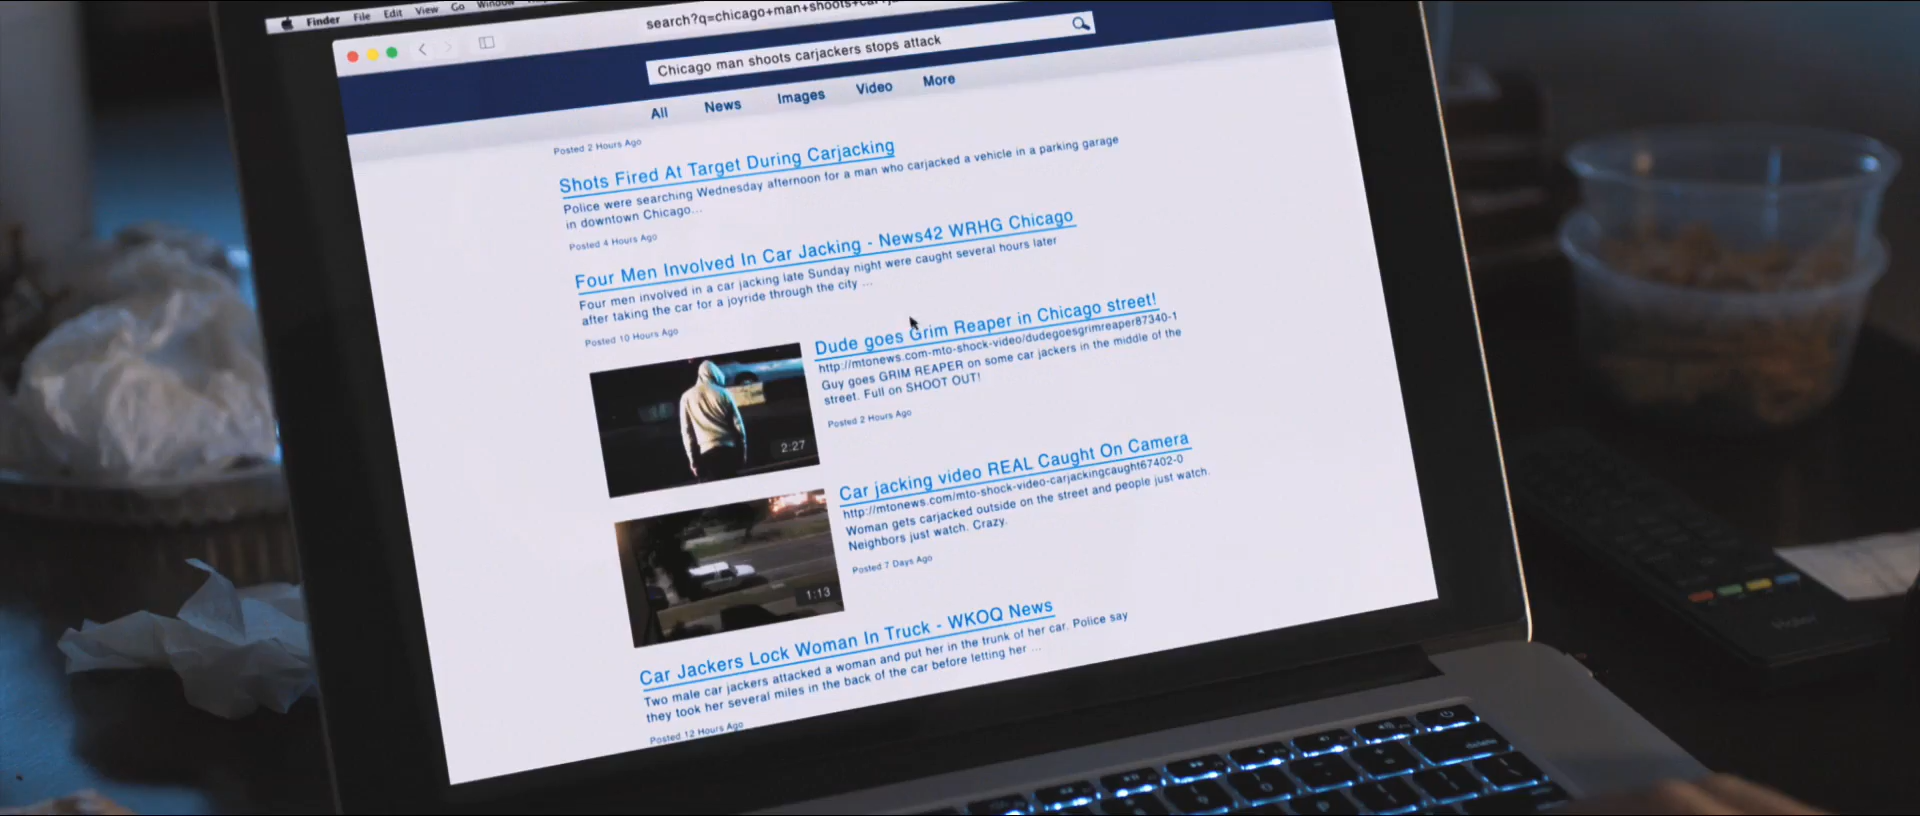 Finder File Edit View Go Window
search?q=chicago+man+shoots+car
Chicago man shoots carjackers stops attack
All News Images Video More
Posted 2 Hours Ago
Shots Fired At Target During Carjacking
Police were searching Wednesday afternoon for a man who carjacked a vehicle in a parking garage
in downtown Chicago...
Posted 4 Hours Ago
Four Men Involved In Car Jacking - News42 WRHG Chicago
Four men involved in a car jacking late Sunday night were caught several hours later
after taking the car for a joyride through the city ...
Posted 10 Hours Ago
Dude goes Grim Reaper in Chicago street!
http://mtonews.com-mto-shock-video/dudegoesgrimreaper87340-1
Guy goes GRIM REAPER on some car jackers in the middle of the
street. Full on SHOOT OUT!
2:27
Posted 2 Hours Ago
Car jacking video REAL Caught On Camera
http://mtonews.com/mto-shock-video-carjackingcaught67402-0
Woman gets carjacked outside on the street and people just watch.
Neighbors just watch. Crazy.
1:13
Posted 7 Days Ago
Car Jackers Lock Woman In Truck - WKOQ News
Two male car jackers attacked a woman and put her in the trunk of her car. Police say
they took her several miles in the back of the car before letting her ...
Posted 12 Hours Ago
delete